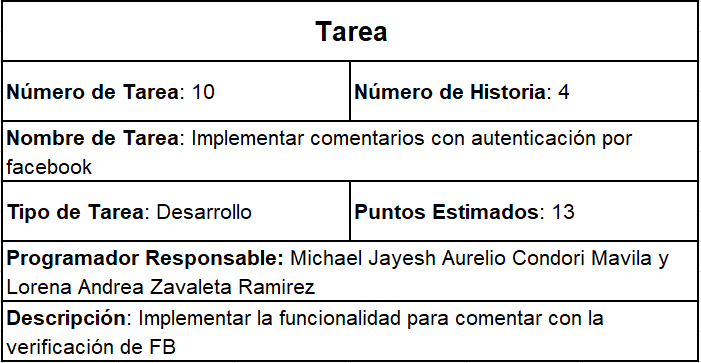 Tarea
Número de Tarea: 10
Número de Historia: 4
Nombre de Tarea: Implementar comentarios con autenticación por
facebook
Tipo de Tarea: Desarrollo
Puntos Estimados: 13
Programador Responsable: Michael Jayesh Aurelio Condori Mavila y
Lorena Andrea Zavaleta Ramirez
Descripción: Implementar la funcionalidad para comentar con la
verificación de FB